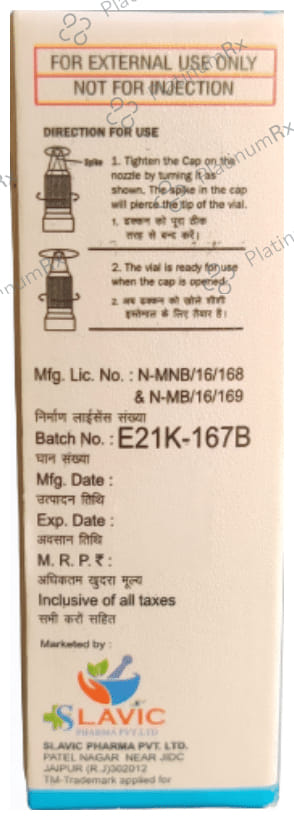 FOR EXTERNAL USE ONLY
NOT FOR INJECTION
DIRECTION FOR USE
Spike
1. Tighten the Cap on the
nozzle by turning it as
shown. The spike in the cap
will pierce the tip of the vial.
१. ढक्कन को पूरा ठीक
तरह से बन्द करें।
2. The vial is ready for use
when the cap is opened.
२. अब ढक्कन को खोले शीशी
इस्तेमाल के लिए तैयार है।
Mfg. Lic. No. : N-MNB/16/168
& N-MB/16/169
निर्माण लाईसेंस संख्या
Batch No. : E21K-167B
घान संख्या
Mfg. Date :
उत्पादन तिथि
Exp. Date :
अवसान तिथि
M. R. P. ₹ :
अधिकतम खुदरा मूल्य
Inclusive of all taxes
सभी करों सहित
Marketed by :
SLAVIC
PHARMA PVT.LTD
SLAVIC PHARMA PVT. LTD.
PATEL NAGAR NEAR JIDC
JAIPUR (R.J)302012
TM-Trademark applied for
PlatinumRx
PlatinumRx